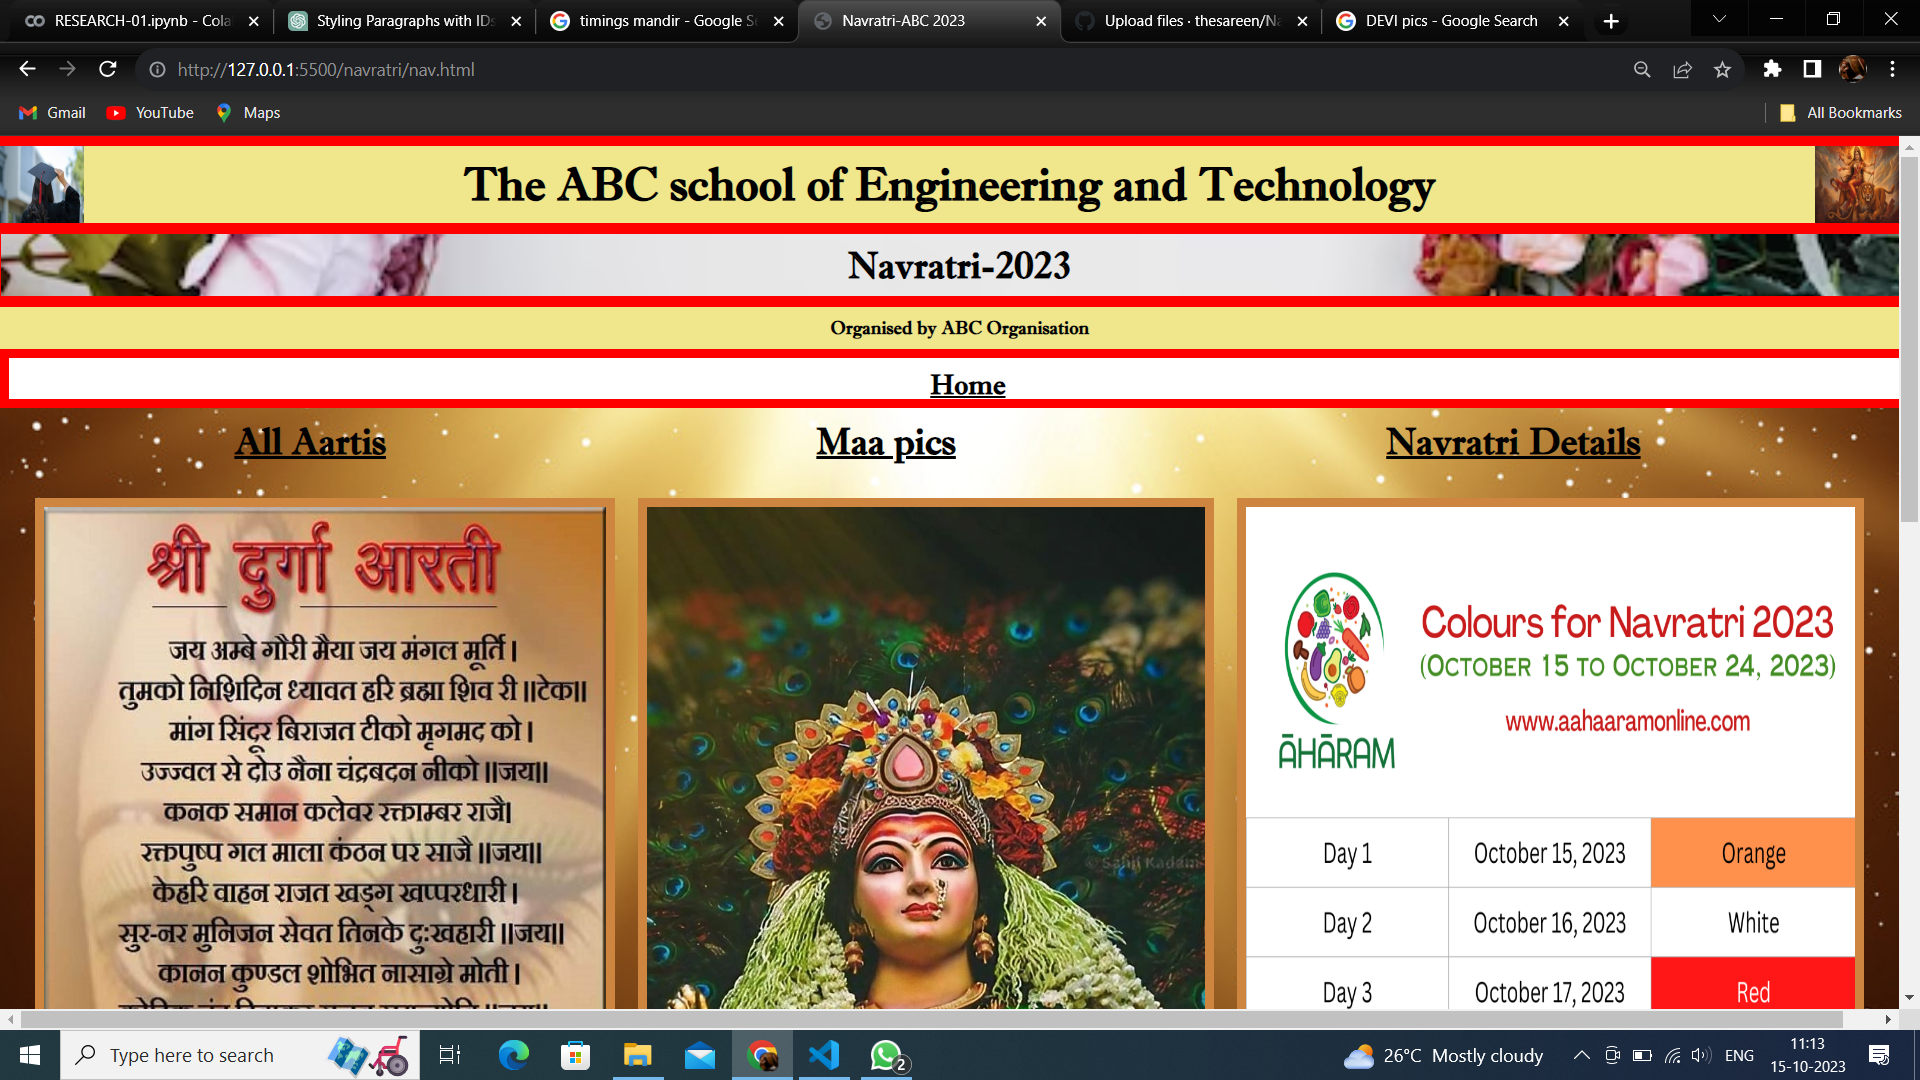 RESEARCH-01.ipynb - Cola
Styling Paragraphs with IDs
timings mandir - Google Se
Navratri-ABC 2023
Upload files · thesareen/Na
DEVI pics - Google Search
http://127.0.0.1:5500/navratri/nav.html
Gmail
YouTube
Maps
All Bookmarks
The ABC school of Engineering and Technology
Navratri-2023
Organised by ABC Organisation
Home
All Aartis
Maa pics
Navratri Details
श्री दुर्गा आरती
जय अम्बे गौरी मैया जय मंगल मूर्ति।
तुमको निशिदिन ध्यावत हरि ब्रह्मा शिव री ॥टेक॥
मांग सिंदूर बिराजत टीको मृगमद को।
उज्ज्वल से दोउ नैना चंद्रबदन नीको ॥जय॥
कनक समान कलेवर रक्ताम्बर राजै।
रक्तपुष्प गल माला कंठन पर साजै ॥जय॥
केहरि वाहन राजत खड्ग खप्परधारी।
सुर-नर मुनिजन सेवत तिनके दुःखहारी ॥जय॥
कानन कुण्डल शोभित नासाग्रे मोती।
© Sahil Kadam
ĀHĀRAM
Colours for Navratri 2023
(October 15 to October 24, 2023)
www.aahaaramonline.com
Day 1 October 15, 2023 Orange
Day 2 October 16, 2023 White
Day 3 October 17, 2023 Red
Type here to search
2
26°C Mostly cloudy
ENG
11:13
15-10-2023